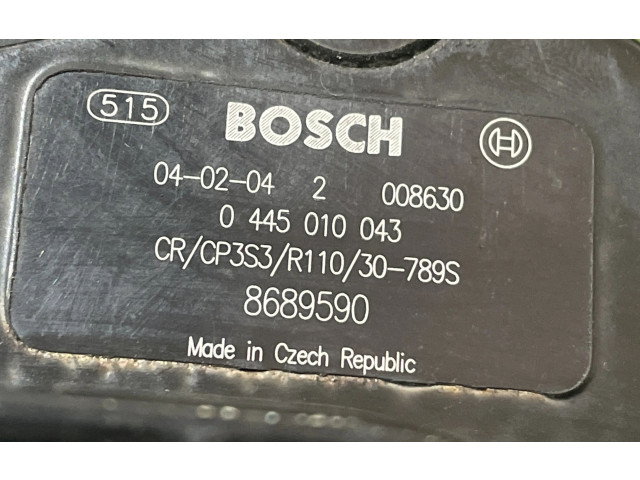 515 BOSCH H
04-02-04 2 008630
0 445 010 043
CR/CP3S3/R110/30-789S
8689590
Made in Czech Republic